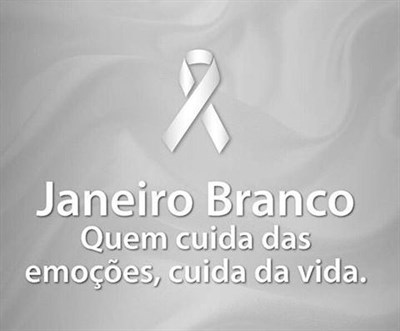 Janeiro Branco
Quem cuida das
emoções, cuida da vida.